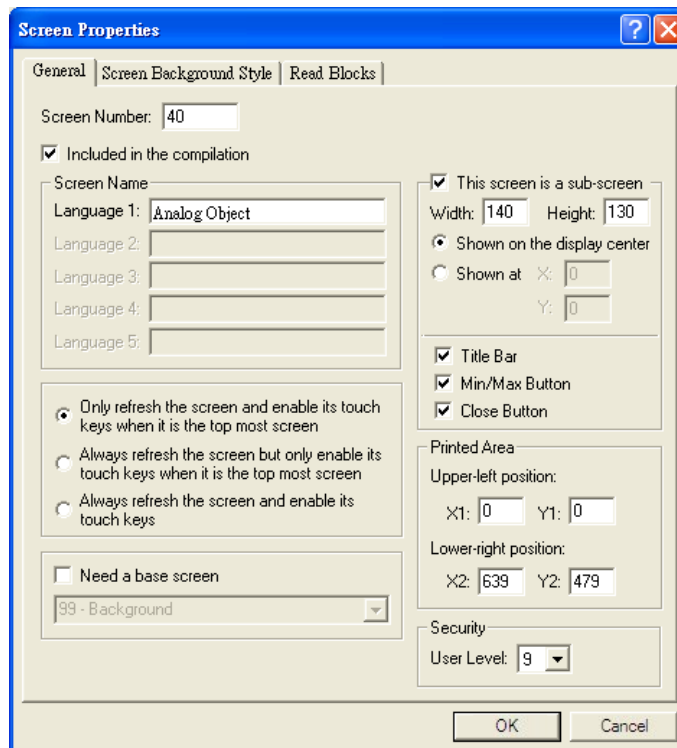 Screen Properties
General
Screen Background Style
Read Blocks
Screen Number: 40
Included in the compilation
Screen Name
Language 1: Analog Object
Language 2:
Language 3:
Language 4:
Language 5:
Only refresh the screen and enable its touch
keys when it is the top most screen
Always refresh the screen but only enable its
touch keys when it is the top most screen
Always refresh the screen and enable its
touch keys
Need a base screen
99 - Background
This screen is a sub-screen
Width: 140 Height: 130
Shown on the display center
Shown at X: 0
Y: 0
Title Bar
Min/Max Button
Close Button
Printed Area
Upper-left position:
X1: 0 Y1: 0
Lower-right position:
X2: 639 Y2: 479
Security
User Level: 9
OK Cancel